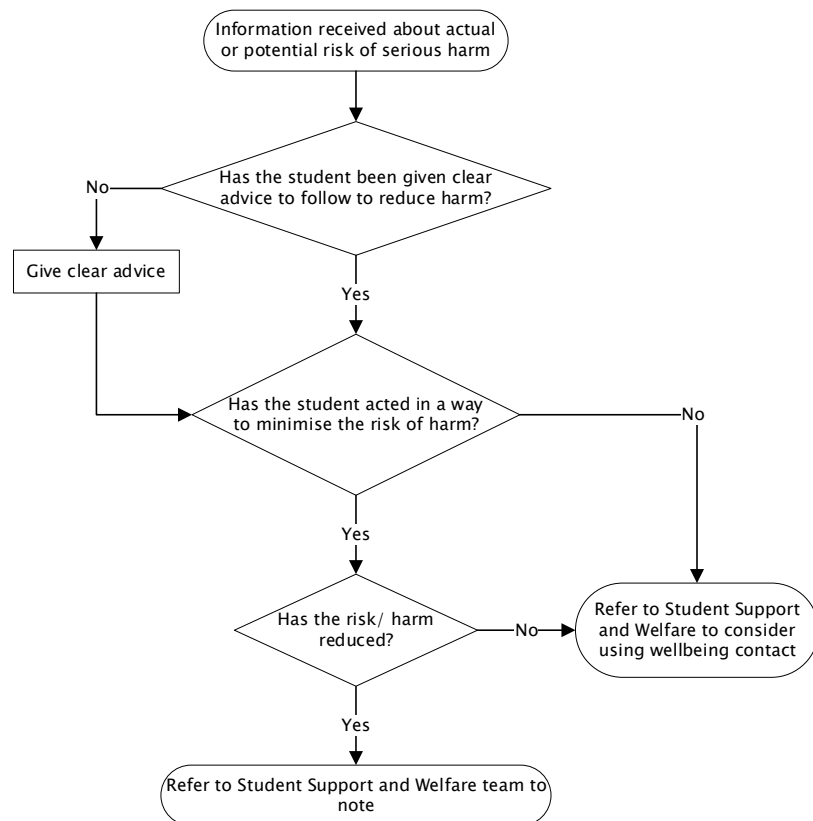 Information received about actual
or potential risk of serious harm
Has the student been given clear
advice to follow to reduce harm?
No
Give clear advice
Yes
Has the student acted in a way
to minimise the risk of harm?
No
Yes
Has the risk/ harm
reduced?
No
Refer to Student Support
and Welfare to consider
using wellbeing contact
Yes
Refer to Student Support and Welfare team to
note